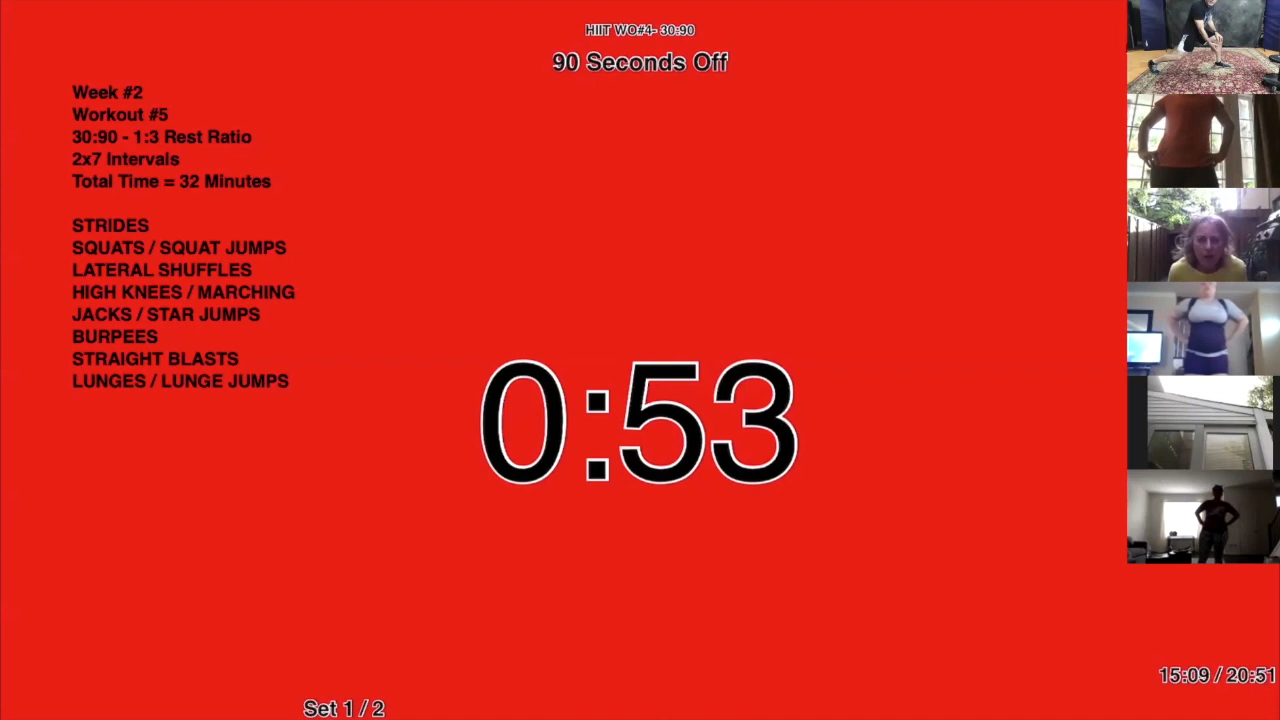 HIIT WO#4- 30:90
90 Seconds Off
Week #2
Workout #5
30:90 - 1:3 Rest Ratio
2x7 Intervals
Total Time = 32 Minutes
STRIDES
SQUATS / SQUAT JUMPS
LATERAL SHUFFLES
HIGH KNEES / MARCHING
JACKS / STAR JUMPS
BURPEES
STRAIGHT BLASTS
LUNGES / LUNGE JUMPS
0:53
15:09 / 20:51
Set 1 / 2